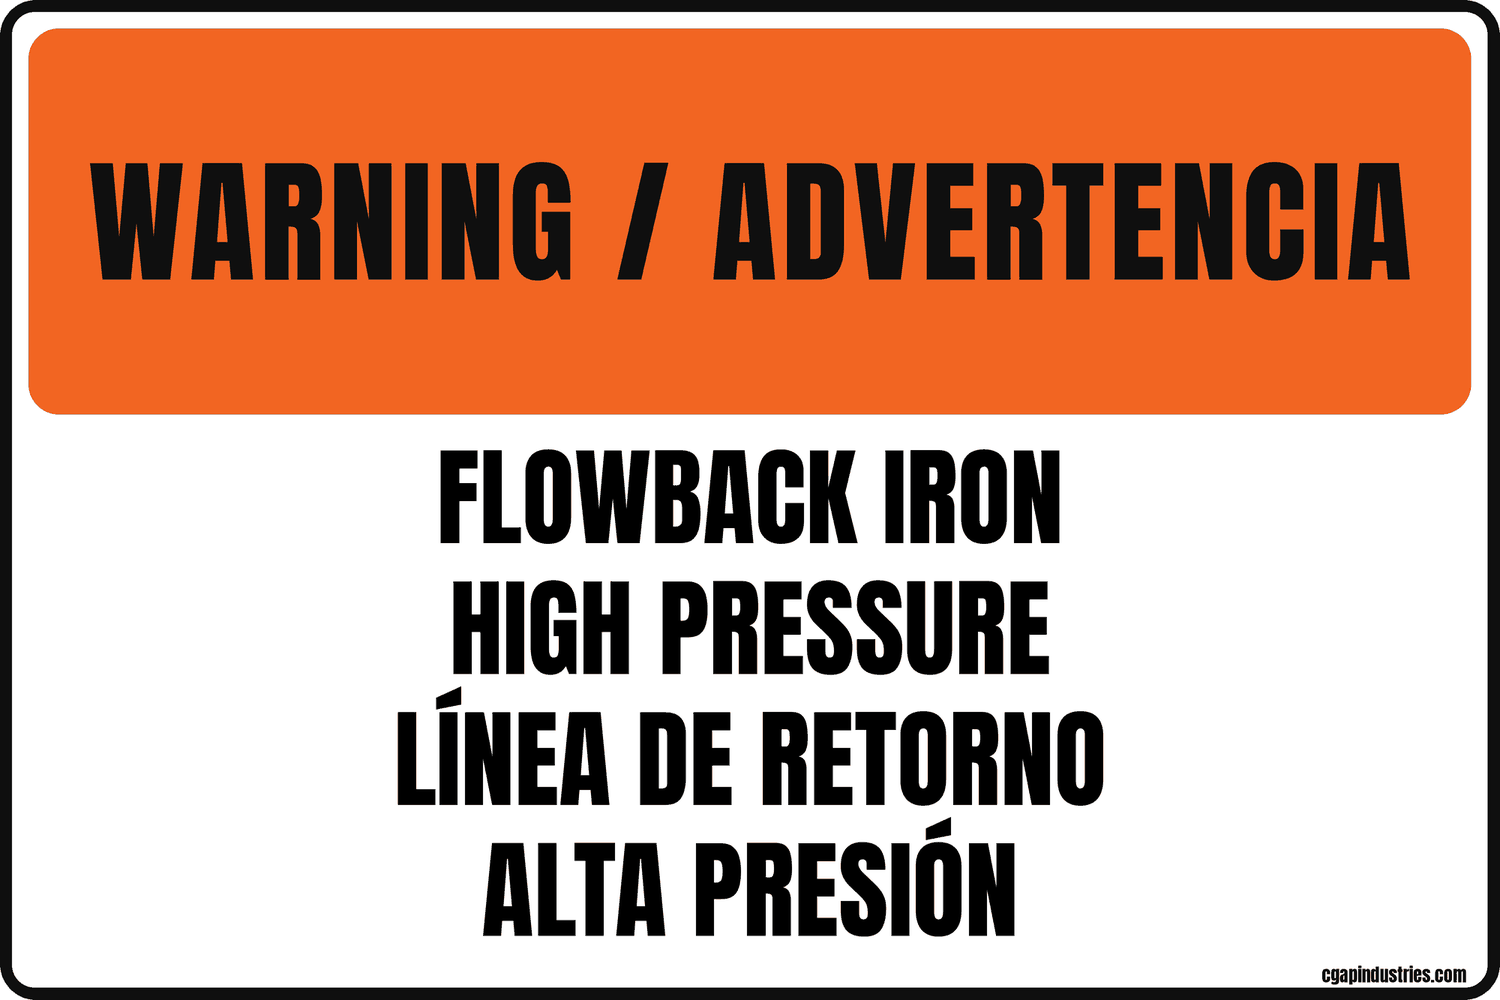 WARNING / ADVERTENCIA
FLOWBACK IRON
HIGH PRESSURE
LÍNEA DE RETORNO
ALTA PRESIÓN
cgapindustries.com